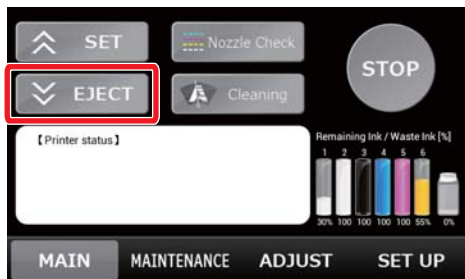 SET
Nozzle Check
STOP
EJECT
Cleaning
【Printer status】
Remaining Ink / Waste Ink [%]
1 2 3 4 5 6
30% 100 100 100 100 55% 0%
MAIN MAINTENANCE ADJUST SET UP